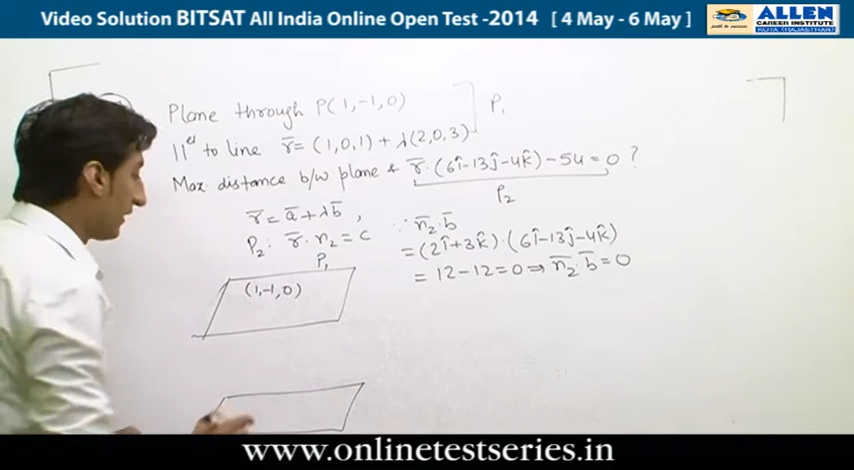 Video Solution BITSAT All India Online Open Test -2014 [ 4 May - 6 May ]
ALLEN
CAREER INSTITUTE
KOTA (RAJASTHAN)
Plane through P(1,-1,0)
P₁
11el to line r̄ = (1,0,1) + λ(2,0,3)
Max. distance b/w plane & r̄·(6î-13ĵ-4k̂) - 54 = 0 ?
P₂
r̄ = ā + λb̄ ,
∵ n̄₂·b̄
P₂: r̄·n₂ = c
= (2î+3k̂)·(6î-13ĵ-4k̂)
P₁
= 12-12 = 0 ⇒ n̄₂·b̄ = 0
(1,-1,0)
www.onlinetestseries.in